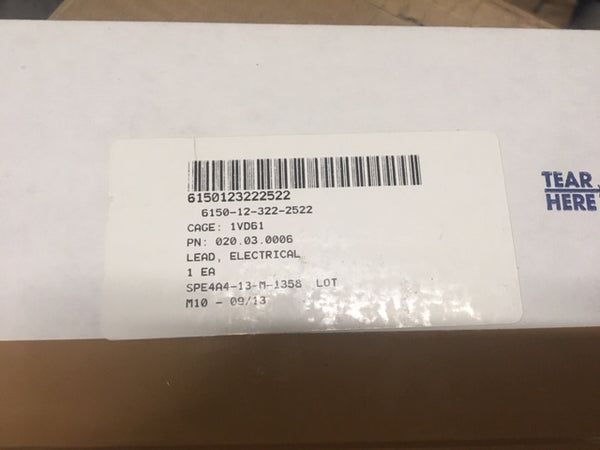 6150123222522
6150-12-322-2522
CAGE: 1VD61
PN: 020.03.0006
LEAD, ELECTRICAL
1 EA
SPE4A4-13-M-1358 LOT
M10 - 09/13
TEAR
HERE